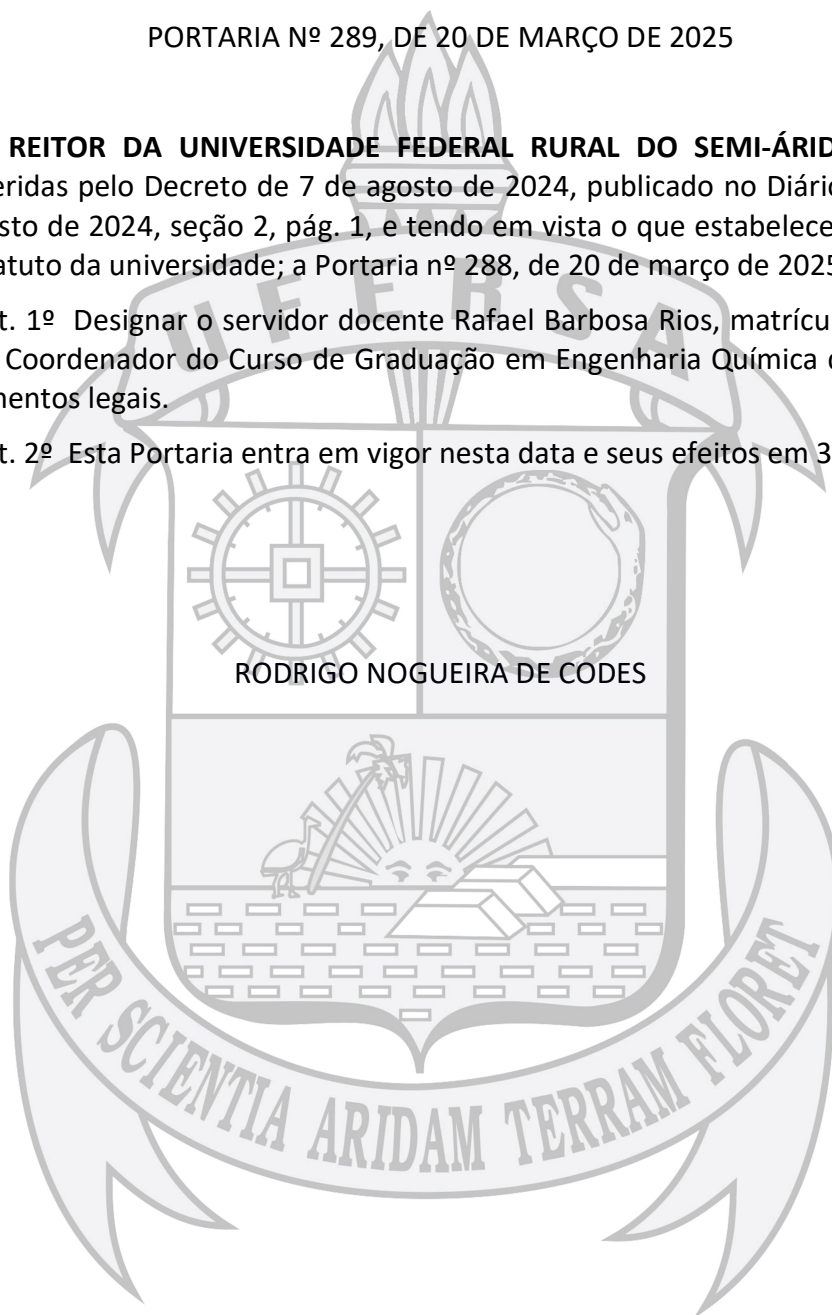 PORTARIA Nº 289, DE 20 DE MARÇO DE 2025
REITOR DA UNIVERSIDADE FEDERAL RURAL DO SEMI-ÁRID
eridas pelo Decreto de 7 de agosto de 2024, publicado no Diário
sto de 2024, seção 2, pág. 1, e tendo em vista o que estabelece
tatuto da universidade; a Portaria nº 288, de 20 de março de 2025
UFERSA
t. 1º Designar o servidor docente Rafael Barbosa Rios, matrícu
Coordenador do Curso de Graduação em Engenharia Química
mentos legais.
t. 2º Esta Portaria entra em vigor nesta data e seus efeitos em 3
RODRIGO NOGUEIRA DE CODES
PER SCIENTIA ARIDAM TERRAM FLORET